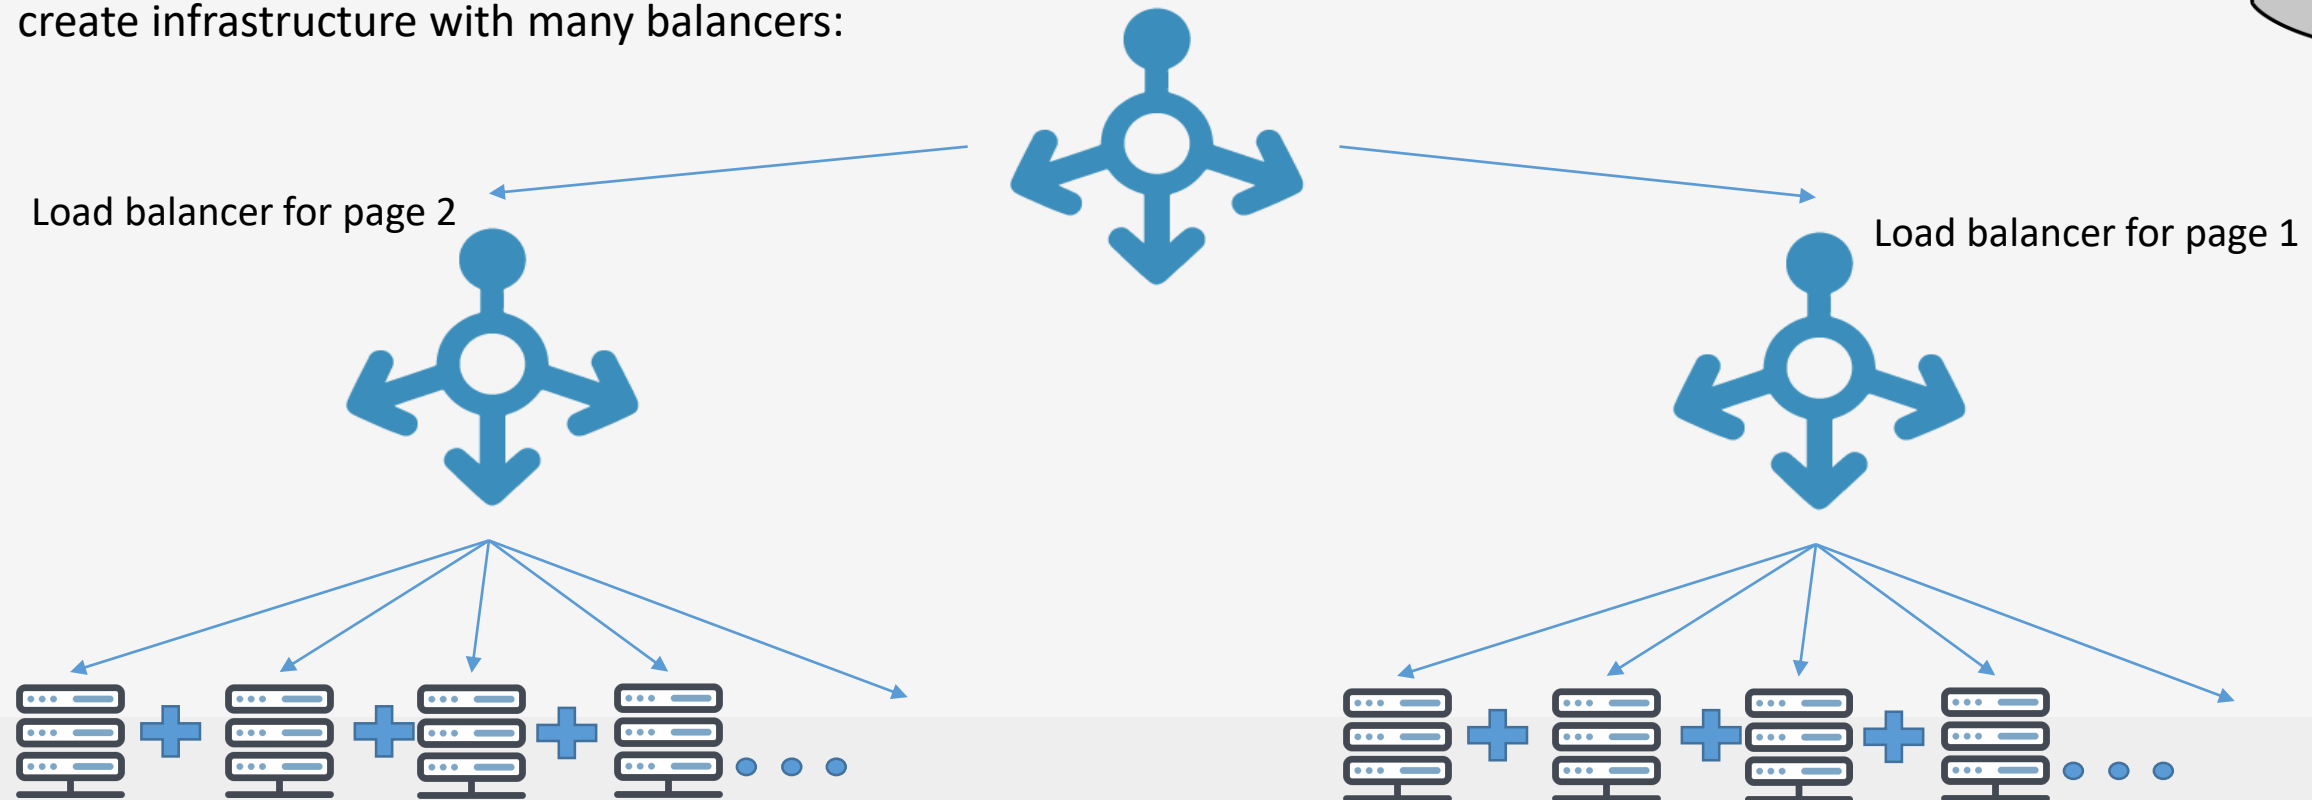 create infrastructure with many balancers:
Load balancer for page 2
Load balancer for page 1